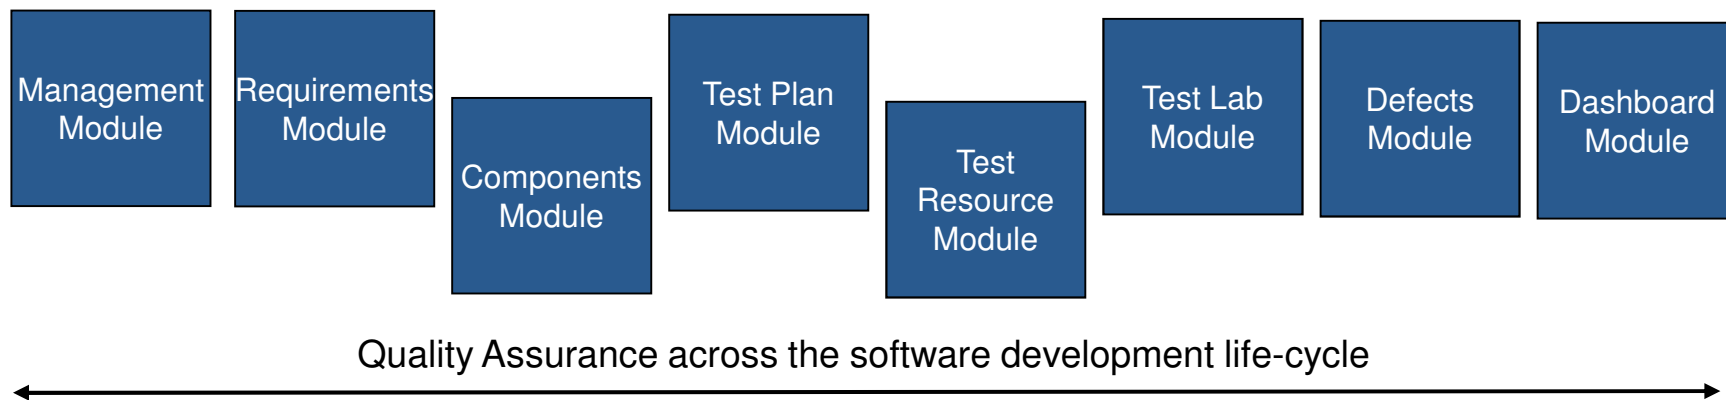 Management
Module
Requirements
Module
Components
Module
Test Plan
Module
Test
Resource
Module
Test Lab
Module
Defects
Module
Dashboard
Module
Quality Assurance across the software development life-cycle